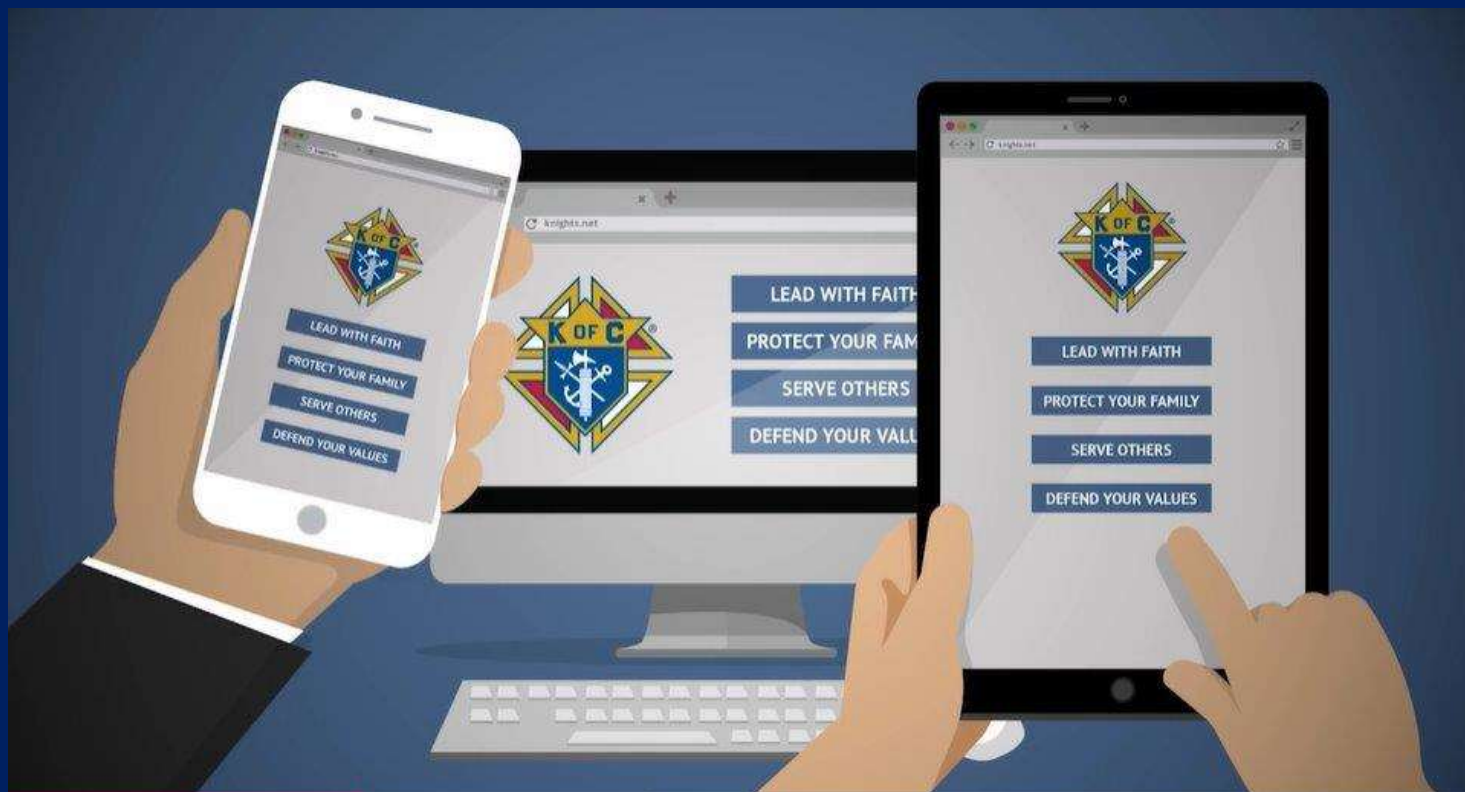 K OF C
LEAD WITH FAITH
PROTECT YOUR FAMILY
SERVE OTHERS
DEFEND YOUR VALUES
knights.net
K OF C®
LEAD WITH FAITH
PROTECT YOUR FAM
SERVE OTHERS
DEFEND YOUR VALU
knights.net
K OF C
LEAD WITH FAITH
PROTECT YOUR FAMILY
SERVE OTHERS
DEFEND YOUR VALUES